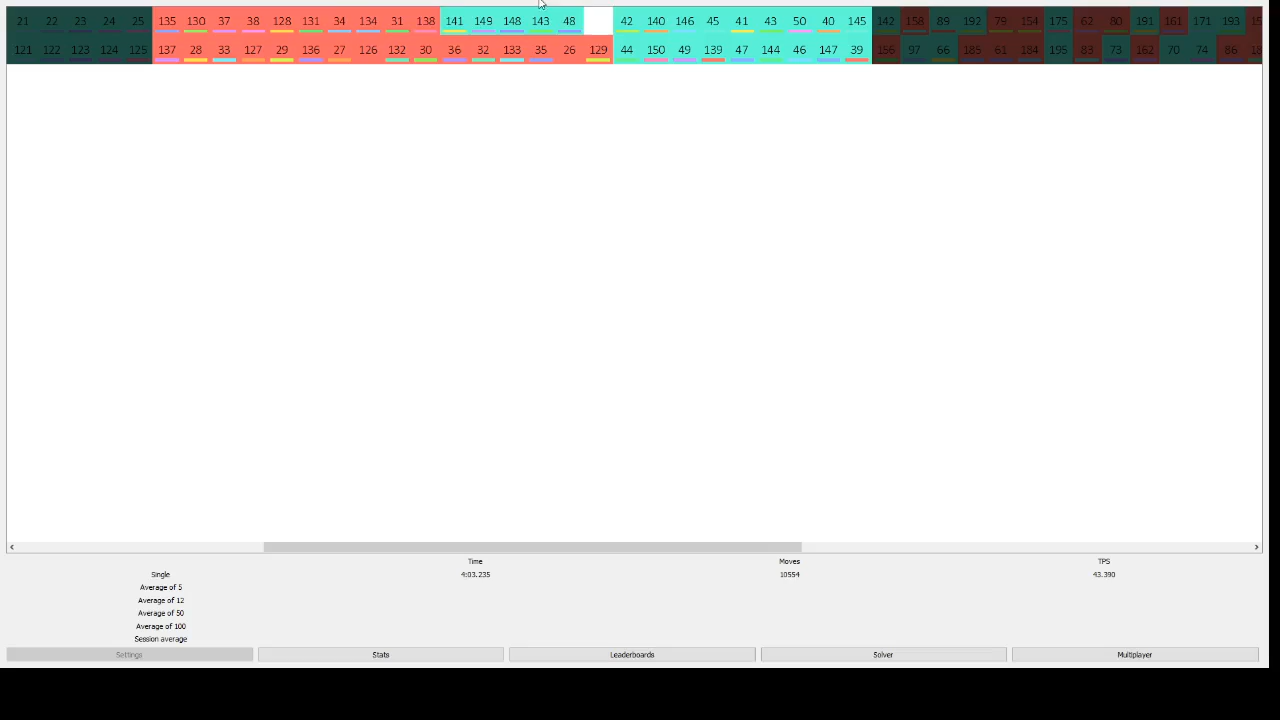 21 22 23 24 25 135 130 37 38 128 131 34 134 31 138 141 149 148 143 48 42 140 146 45 41 43 50 40 145 142 158 89 192 79 154 175 62 80 191 161 171 193
121 122 123 124 125 137 28 33 127 29 136 27 126 132 30 36 32 133 35 26 129 44 150 49 139 47 144 46 147 39 156 97 66 185 61 184 195 83 73 162 70 74 86
Time Moves TPS
Single 4:03.235 10554 43.390
Average of 5
Average of 12
Average of 50
Average of 100
Session average
Settings Stats Leaderboards Solver Multiplayer